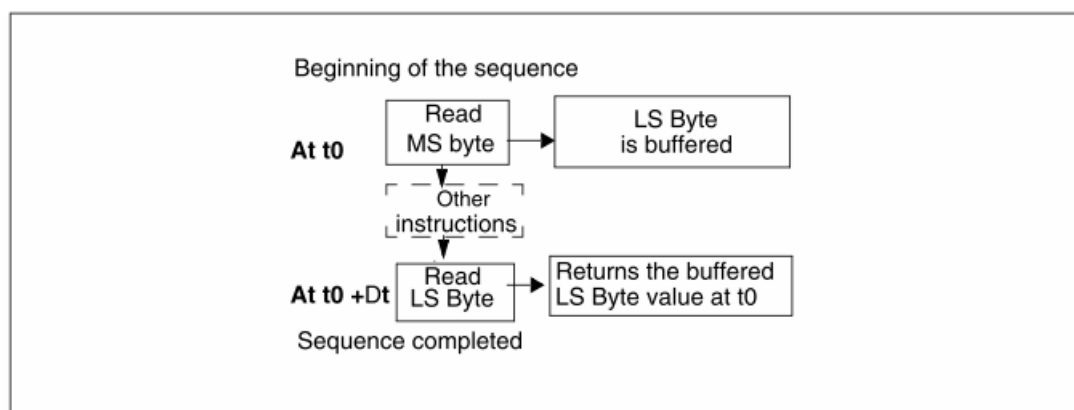 Beginning of the sequence
At t0
Read
MS byte
LS Byte
is buffered
Other
instructions
At t0 +Dt
Read
LS Byte
Returns the buffered
LS Byte value at t0
Sequence completed